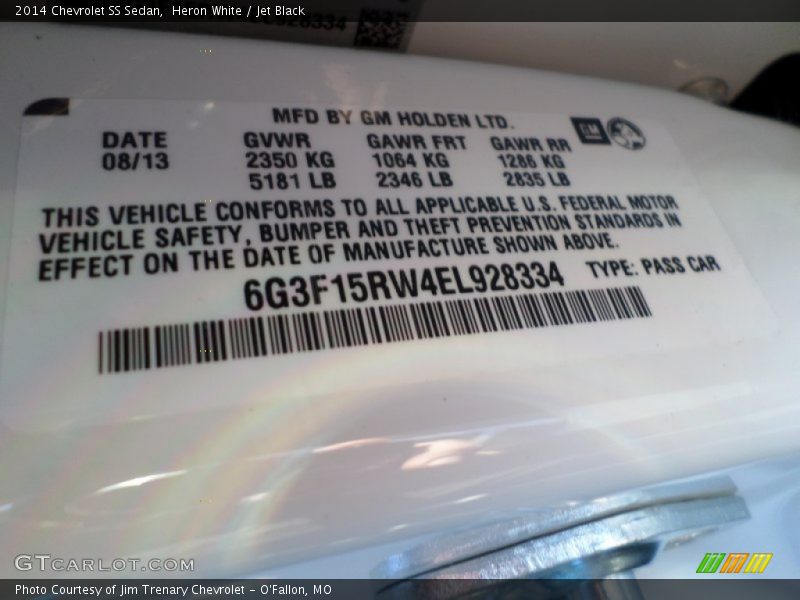 2014 Chevrolet SS Sedan, Heron White / Jet Black
928334
MFD BY GM HOLDEN LTD.
GM
DATE GVWR GAWR FRT GAWR RR
08/13 2350 KG 1064 KG 1286 KG
5181 LB 2346 LB 2835 LB
THIS VEHICLE CONFORMS TO ALL APPLICABLE U.S. FEDERAL MOTOR
VEHICLE SAFETY, BUMPER AND THEFT PREVENTION STANDARDS IN
EFFECT ON THE DATE OF MANUFACTURE SHOWN ABOVE.
6G3F15RW4EL928334 TYPE: PASS CAR
GTCARLOT.COM
Photo Courtesy of Jim Trenary Chevrolet - O'Fallon, MO